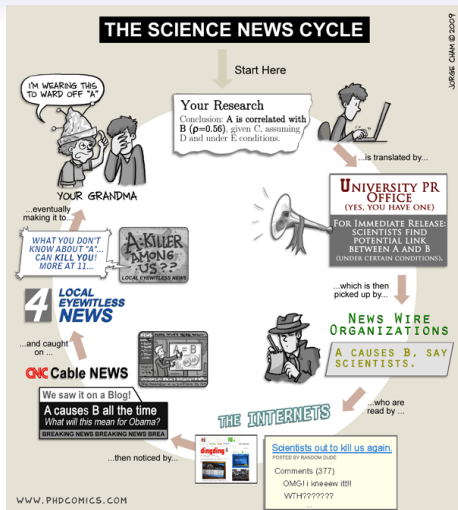 THE SCIENCE NEWS CYCLE
JORGE CHAM © 2009
Start Here
Your Research
Conclusion: A is correlated with
B (ρ=0.56), given C, assuming
D and under E conditions.
...is translated by...
UNIVERSITY PR
OFFICE
(YES, YOU HAVE ONE)
FOR IMMEDIATE RELEASE:
SCIENTISTS FIND
POTENTIAL LINK
BETWEEN A AND B
(UNDER CERTAIN CONDITIONS).
...which is then
picked up by...
NEWS WIRE
ORGANIZATIONS
A CAUSES B, SAY
SCIENTISTS.
...who are
read by ...
THE INTERNETS
dingding
Scientists out to kill us again.
POSTED BY RANDOM DUDE
Comments (377)
OMG! i kneew itt!!
WTH???????
...then noticed by...
CNC Cable NEWS
NEWS
A = B
We saw it on a Blog!
A causes B all the time
What will this mean for Obama?
BREAKING NEWS BREAKING NEWS BREA
...and caught
on ...
4 LOCAL
EYEWITLESS
NEWS
WHAT YOU DON'T
KNOW ABOUT "A"...
CAN KILL YOU!
MORE AT 11...
A-KILLER
AMONG
US??
LOCAL EYEWITLESS NEWS
...eventually
making it to...
YOUR GRANDMA
I'M WEARING THIS
TO WARD OFF "A"
WWW.PHDCOMICS.COM